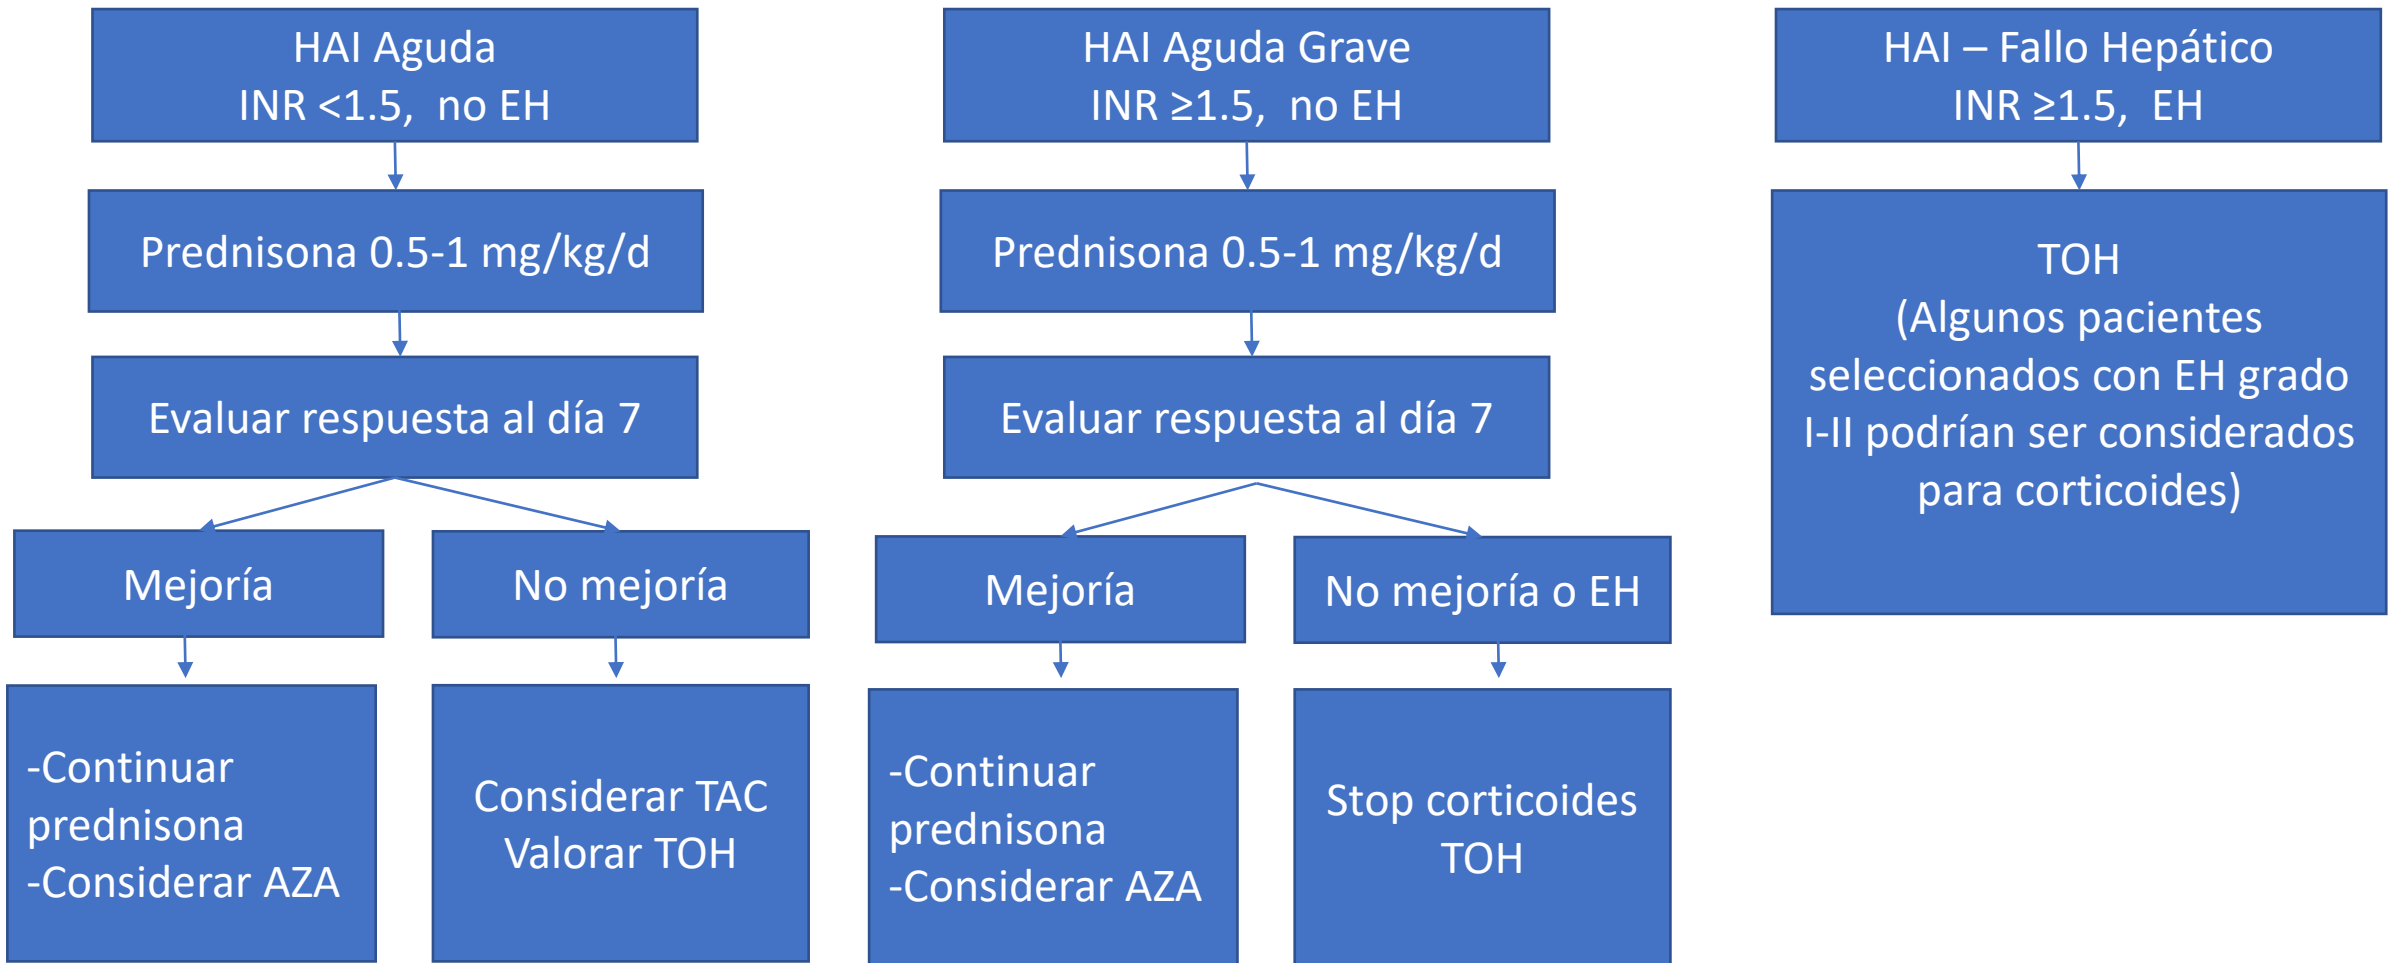 HAI Aguda
INR <1.5, no EH
Prednisona 0.5-1 mg/kg/d
Evaluar respuesta al día 7
Mejoría
No mejoría
-Continuar
prednisona
-Considerar AZA
Considerar TAC
Valorar TOH
HAI Aguda Grave
INR ≥1.5, no EH
Prednisona 0.5-1 mg/kg/d
Evaluar respuesta al día 7
Mejoría
No mejoría o EH
-Continuar
prednisona
-Considerar AZA
Stop corticoides
TOH
HAI – Fallo Hepático
INR ≥1.5, EH
TOH
(Algunos pacientes
seleccionados con EH grado
I-II podrían ser considerados
para corticoides)